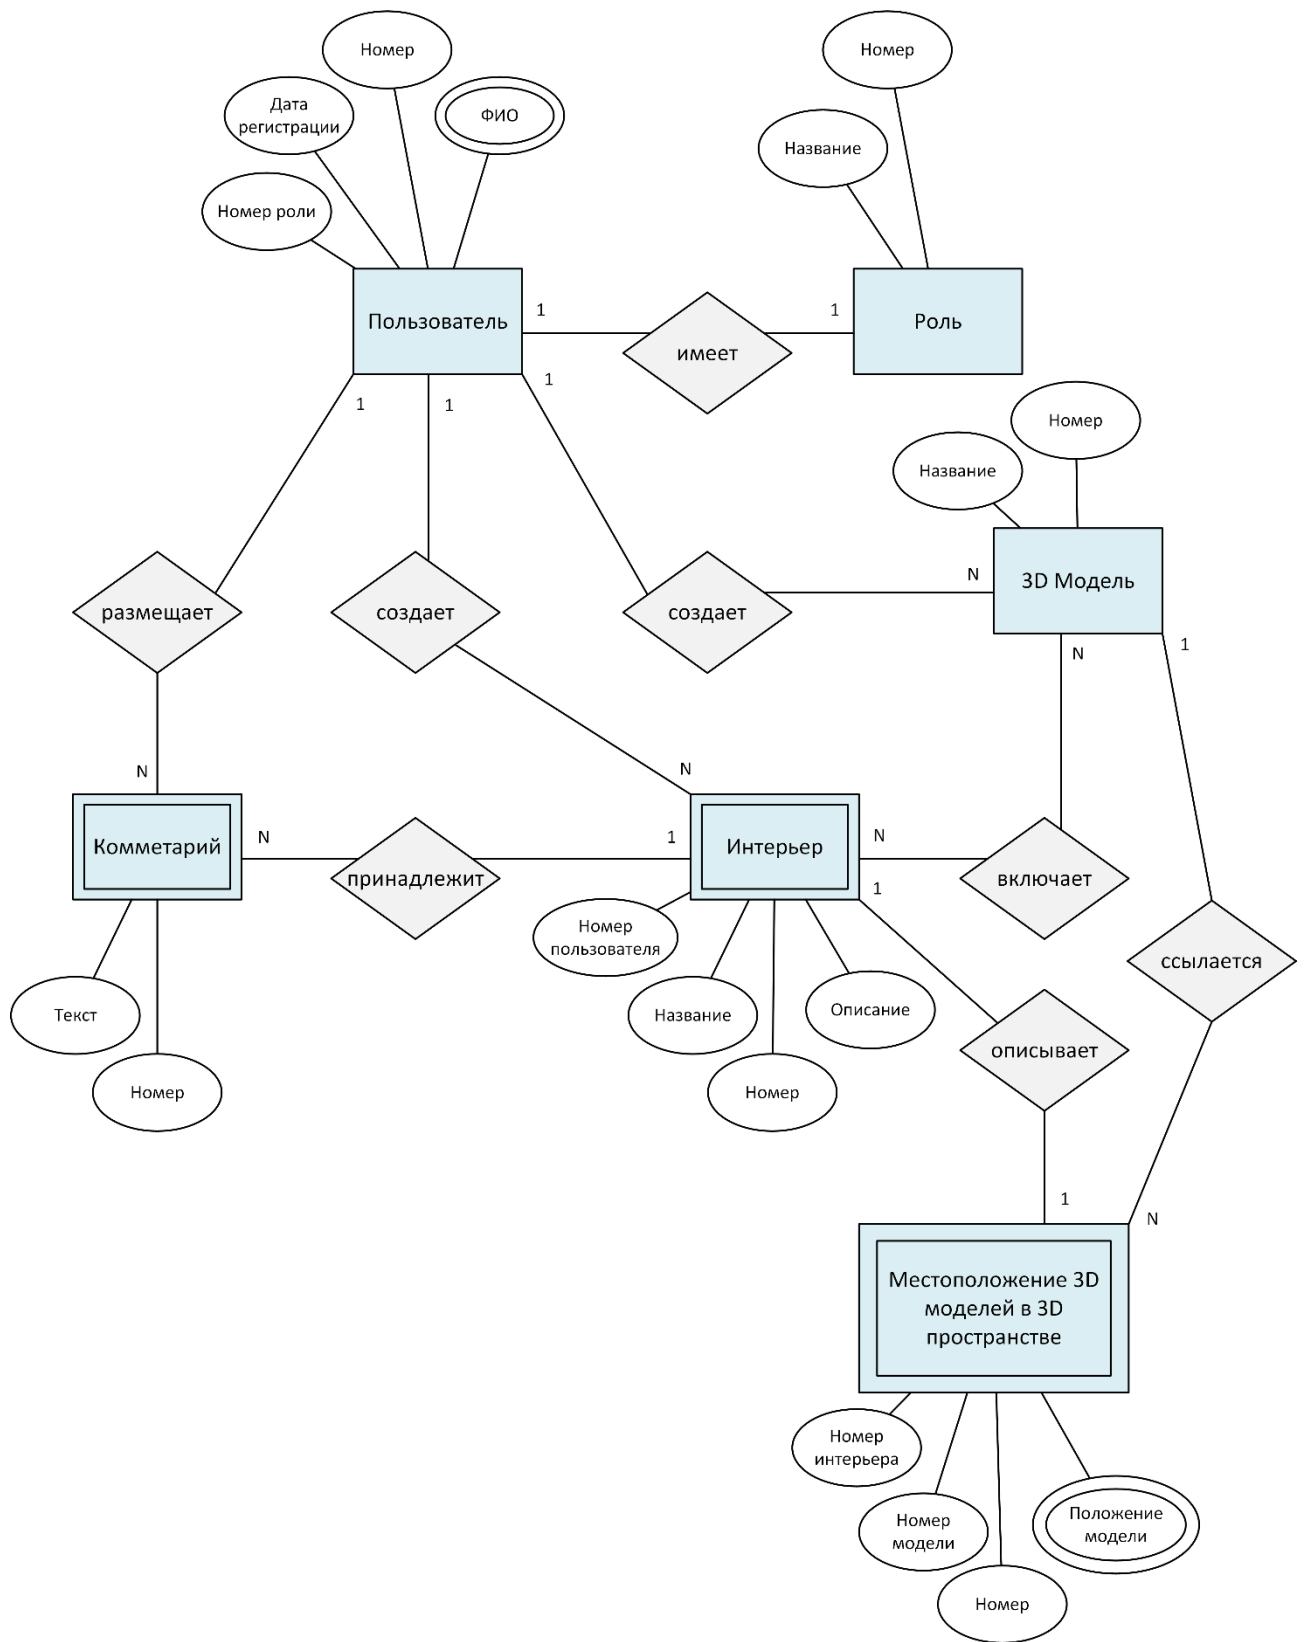 Номер
Номер
Дата
регистрации
ФИО
Название
Номер роли
Пользователь
1
имеет
1
Роль
1
1
1
Номер
Название
размещает
создает
создает
N
3D Модель
N
1
N
N
Кометарий
N
принадлежит
1
Интерьер
N
1
включает
Номер
пользователя
ссылается
Текст
Название
Описание
описывает
Номер
Номер
1
N
Местоположение 3D
моделей в 3D
пространстве
Номер
интерьера
Номер
модели
Положение
модели
Номер